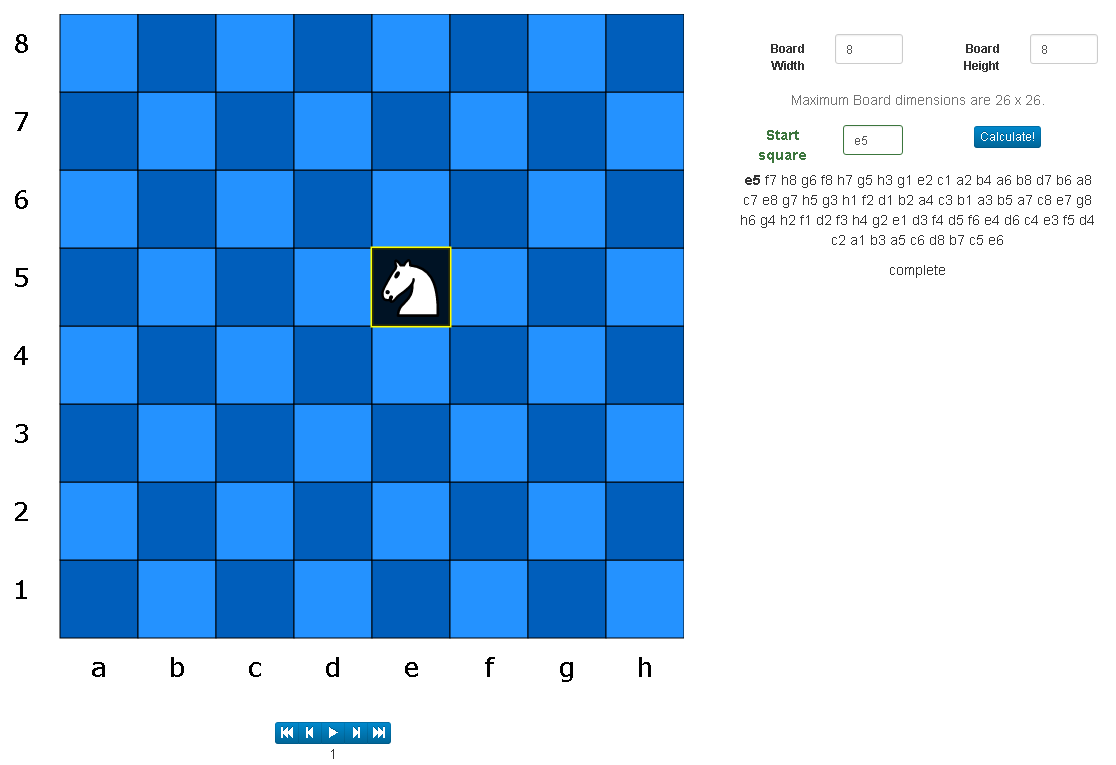 8
7
6
5
4
3
2
1
a b c d e f g h
1
Board Width 8 Board Height 8
Maximum Board dimensions are 26 x 26.
Start square e5 Calculate!
e5 f7 h8 g6 f8 h7 g5 h3 g1 e2 c1 a2 b4 a6 b8 d7 b6 a8
c7 e8 g7 h5 g3 h1 f2 d1 b2 a4 c3 b1 a3 b5 a7 c8 e7 g8
h6 g4 h2 f1 d2 f3 h4 g2 e1 d3 f4 d5 f6 e4 d6 c4 e3 f5 d4
c2 a1 b3 a5 c6 d8 b7 c5 e6
complete